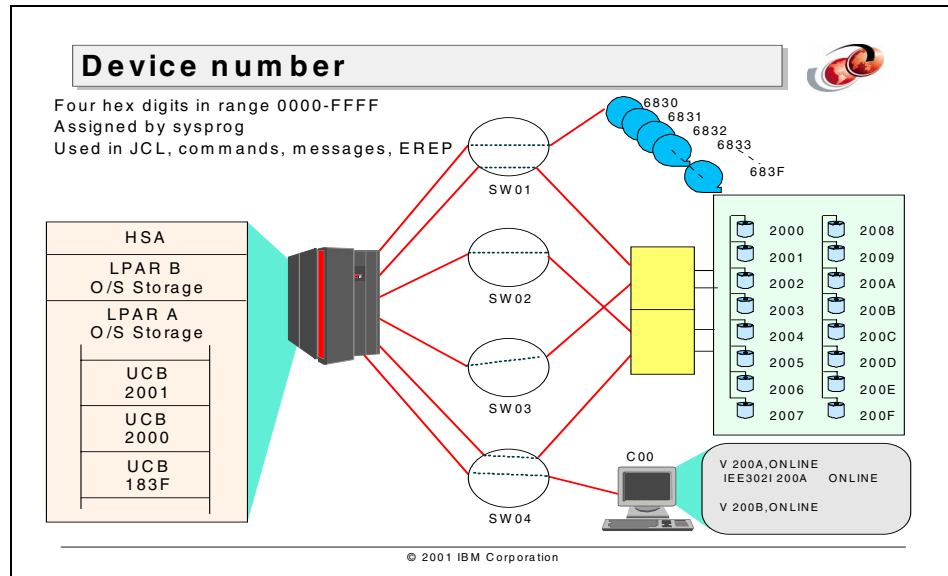 Device number
Four hex digits in range 0000-FFFF
Assigned by sysprog
Used in JCL, commands, messages, EREP
6830
6831
6832
6833
683F
SW01
HSA
LPAR B
O/S Storage
LPAR A
O/S Storage
UCB
2001
UCB
2000
UCB
183F
SW02
SW03
SW04
2000
2001
2002
2003
2004
2005
2006
2007
2008
2009
200A
200B
200C
200D
200E
200F
C00
V 200A,ONLINE
IEE302I 200A ONLINE
V 200B,ONLINE
© 2001 IBM Corporation